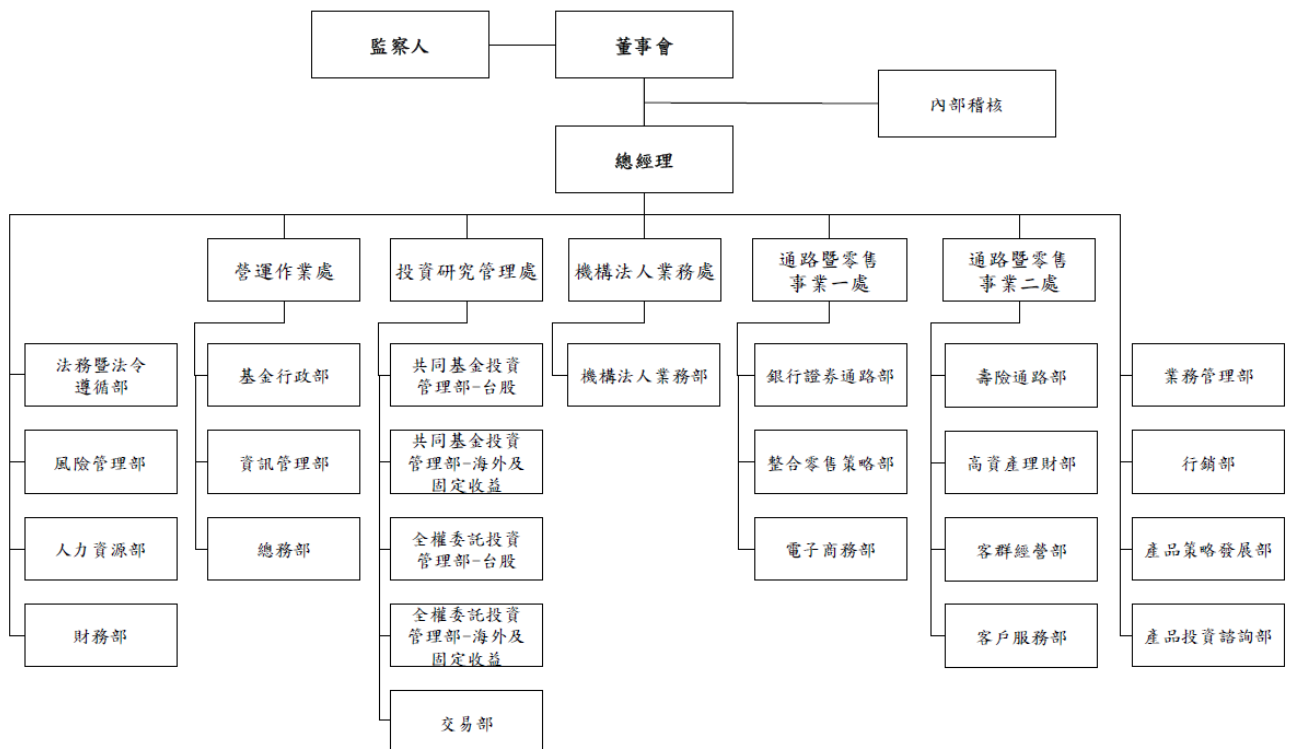 監察人
董事會
內部稽核
總經理
營運作業處
投資研究管理處
機構法人業務處
通路暨零售
事業一處
通路暨零售
事業二處
法務暨法令
遵循部
基金行政部
共同基金投資
管理部-台股
機構法人業務部
銀行證券通路部
壽險通路部
業務管理部
風險管理部
資訊管理部
共同基金投資
管理部-海外及
固定收益
整合零售策略部
高資產理財部
行銷部
人力資源部
總務部
全權委託投資
管理部-台股
電子商務部
客群經營部
產品策略發展部
財務部
全權委託投資
管理部-海外及
固定收益
客戶服務部
產品投資諮詢部
交易部